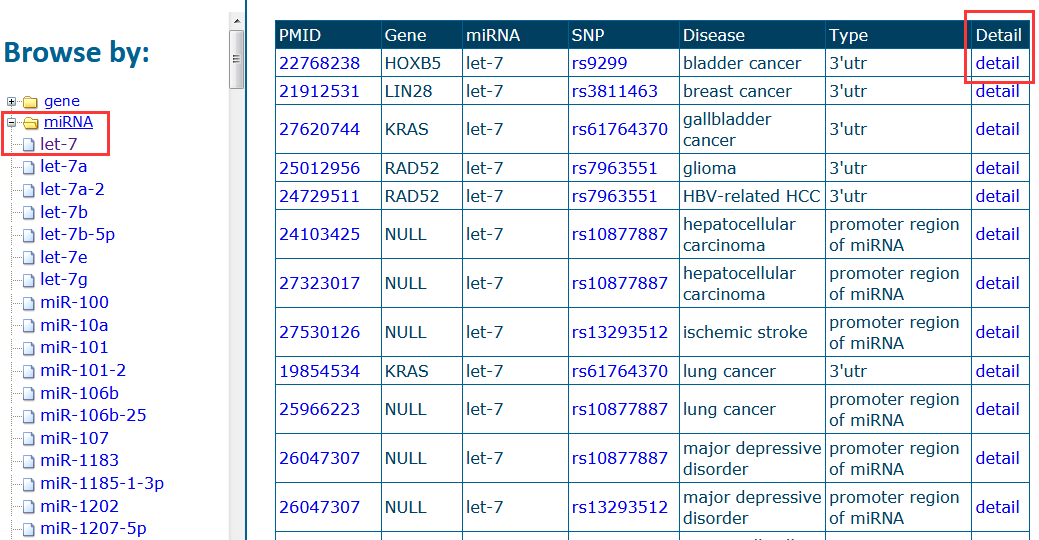 Browse by:
gene
miRNA
let-7
let-7a
let-7a-2
let-7b
let-7b-5p
let-7e
let-7g
miR-100
miR-10a
miR-101
miR-101-2
miR-106b
miR-106b-25
miR-107
miR-1183
miR-1185-1-3p
miR-1202
miR-1207-5p
PMID Gene miRNA SNP Disease Type Detail
22768238 HOXB5 let-7 rs9299 bladder cancer 3'utr detail
21912531 LIN28 let-7 rs3811463 breast cancer 3'utr detail
27620744 KRAS let-7 rs61764370 gallbladder cancer 3'utr detail
25012956 RAD52 let-7 rs7963551 glioma 3'utr detail
24729511 RAD52 let-7 rs7963551 HBV-related HCC 3'utr detail
24103425 NULL let-7 rs10877887 hepatocellular carcinoma promoter region of miRNA detail
27323017 NULL let-7 rs10877887 hepatocellular carcinoma promoter region of miRNA detail
27530126 NULL let-7 rs13293512 ischemic stroke promoter region of miRNA detail
19854534 KRAS let-7 rs61764370 lung cancer 3'utr detail
25966223 NULL let-7 rs10877887 lung cancer promoter region of miRNA detail
26047307 NULL let-7 rs10877887 major depressive disorder promoter region of miRNA detail
26047307 NULL let-7 rs13293512 major depressive disorder promoter region of miRNA detail